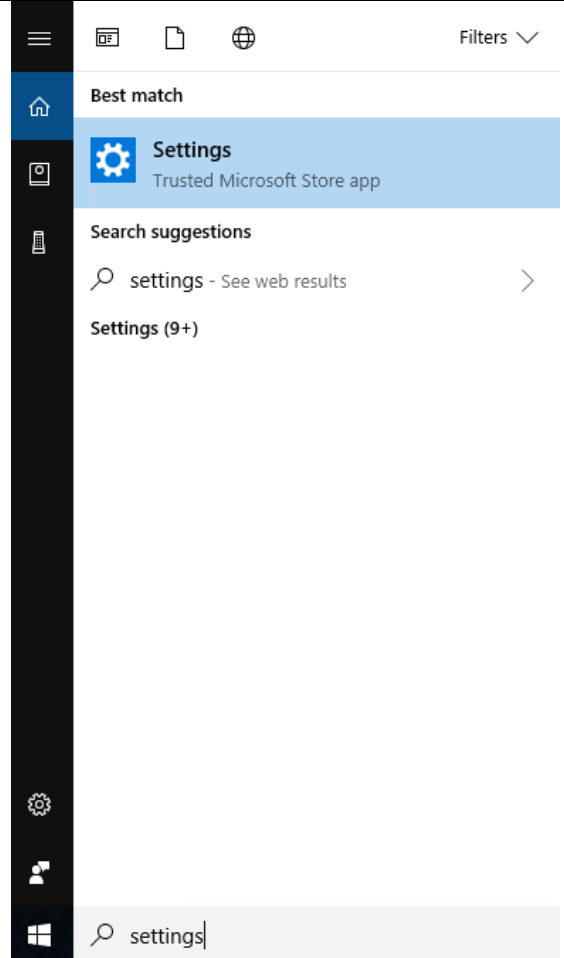 Filters
Best match
Settings
Trusted Microsoft Store app
Search suggestions
settings - See web results
Settings (9+)
settings